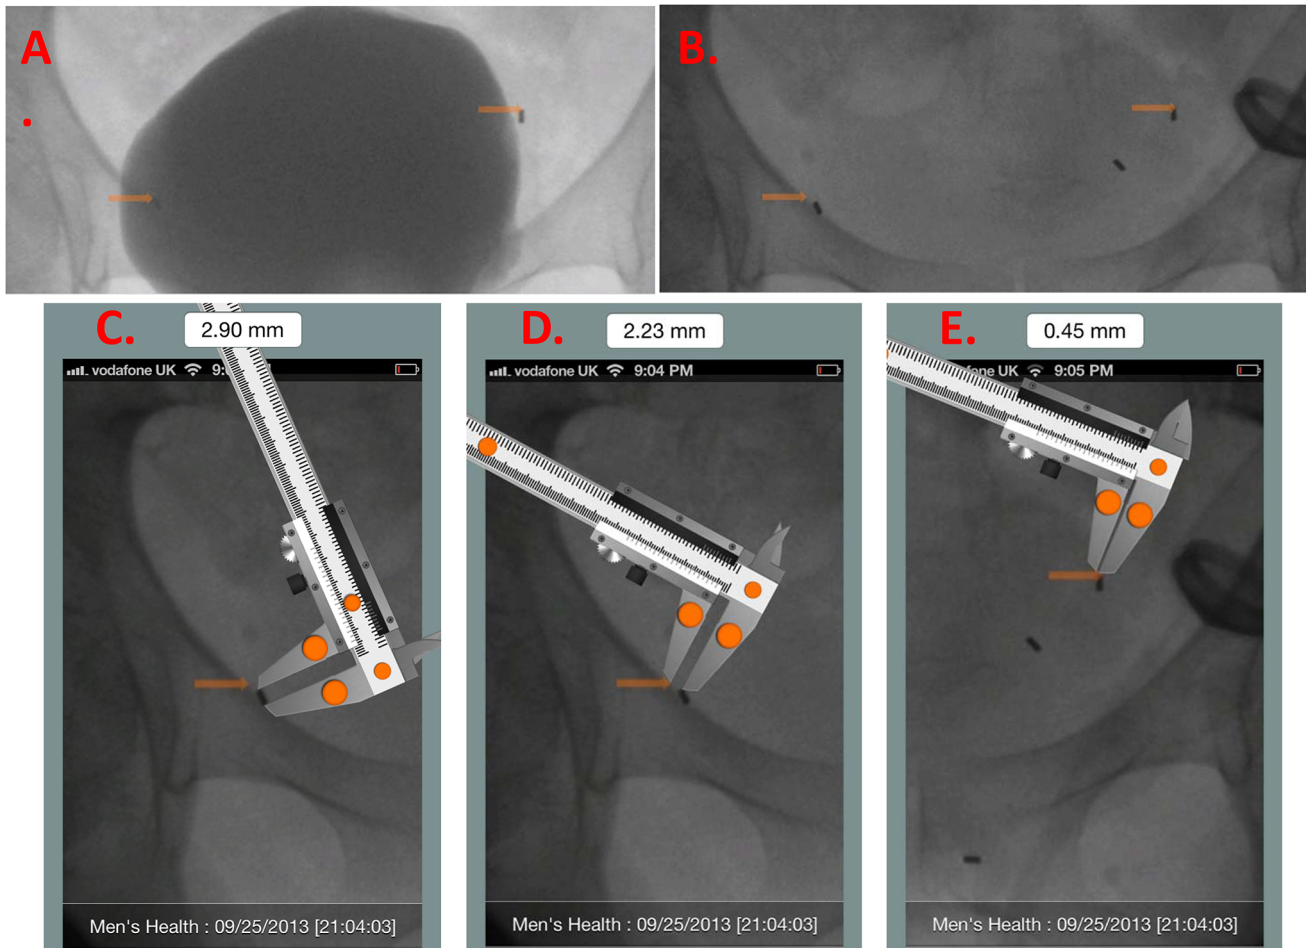 A
.
B.
C.
2.90 mm
vodafone UK
9:
D.
2.23 mm
vodafone UK 9:04 PM
E.
0.45 mm
fone UK 9:05 PM
Men's Health : 09/25/2013 [21:04:03]
Men's Health : 09/25/2013 [21:04:03]
Men's Health : 09/25/2013 [21:04:03]